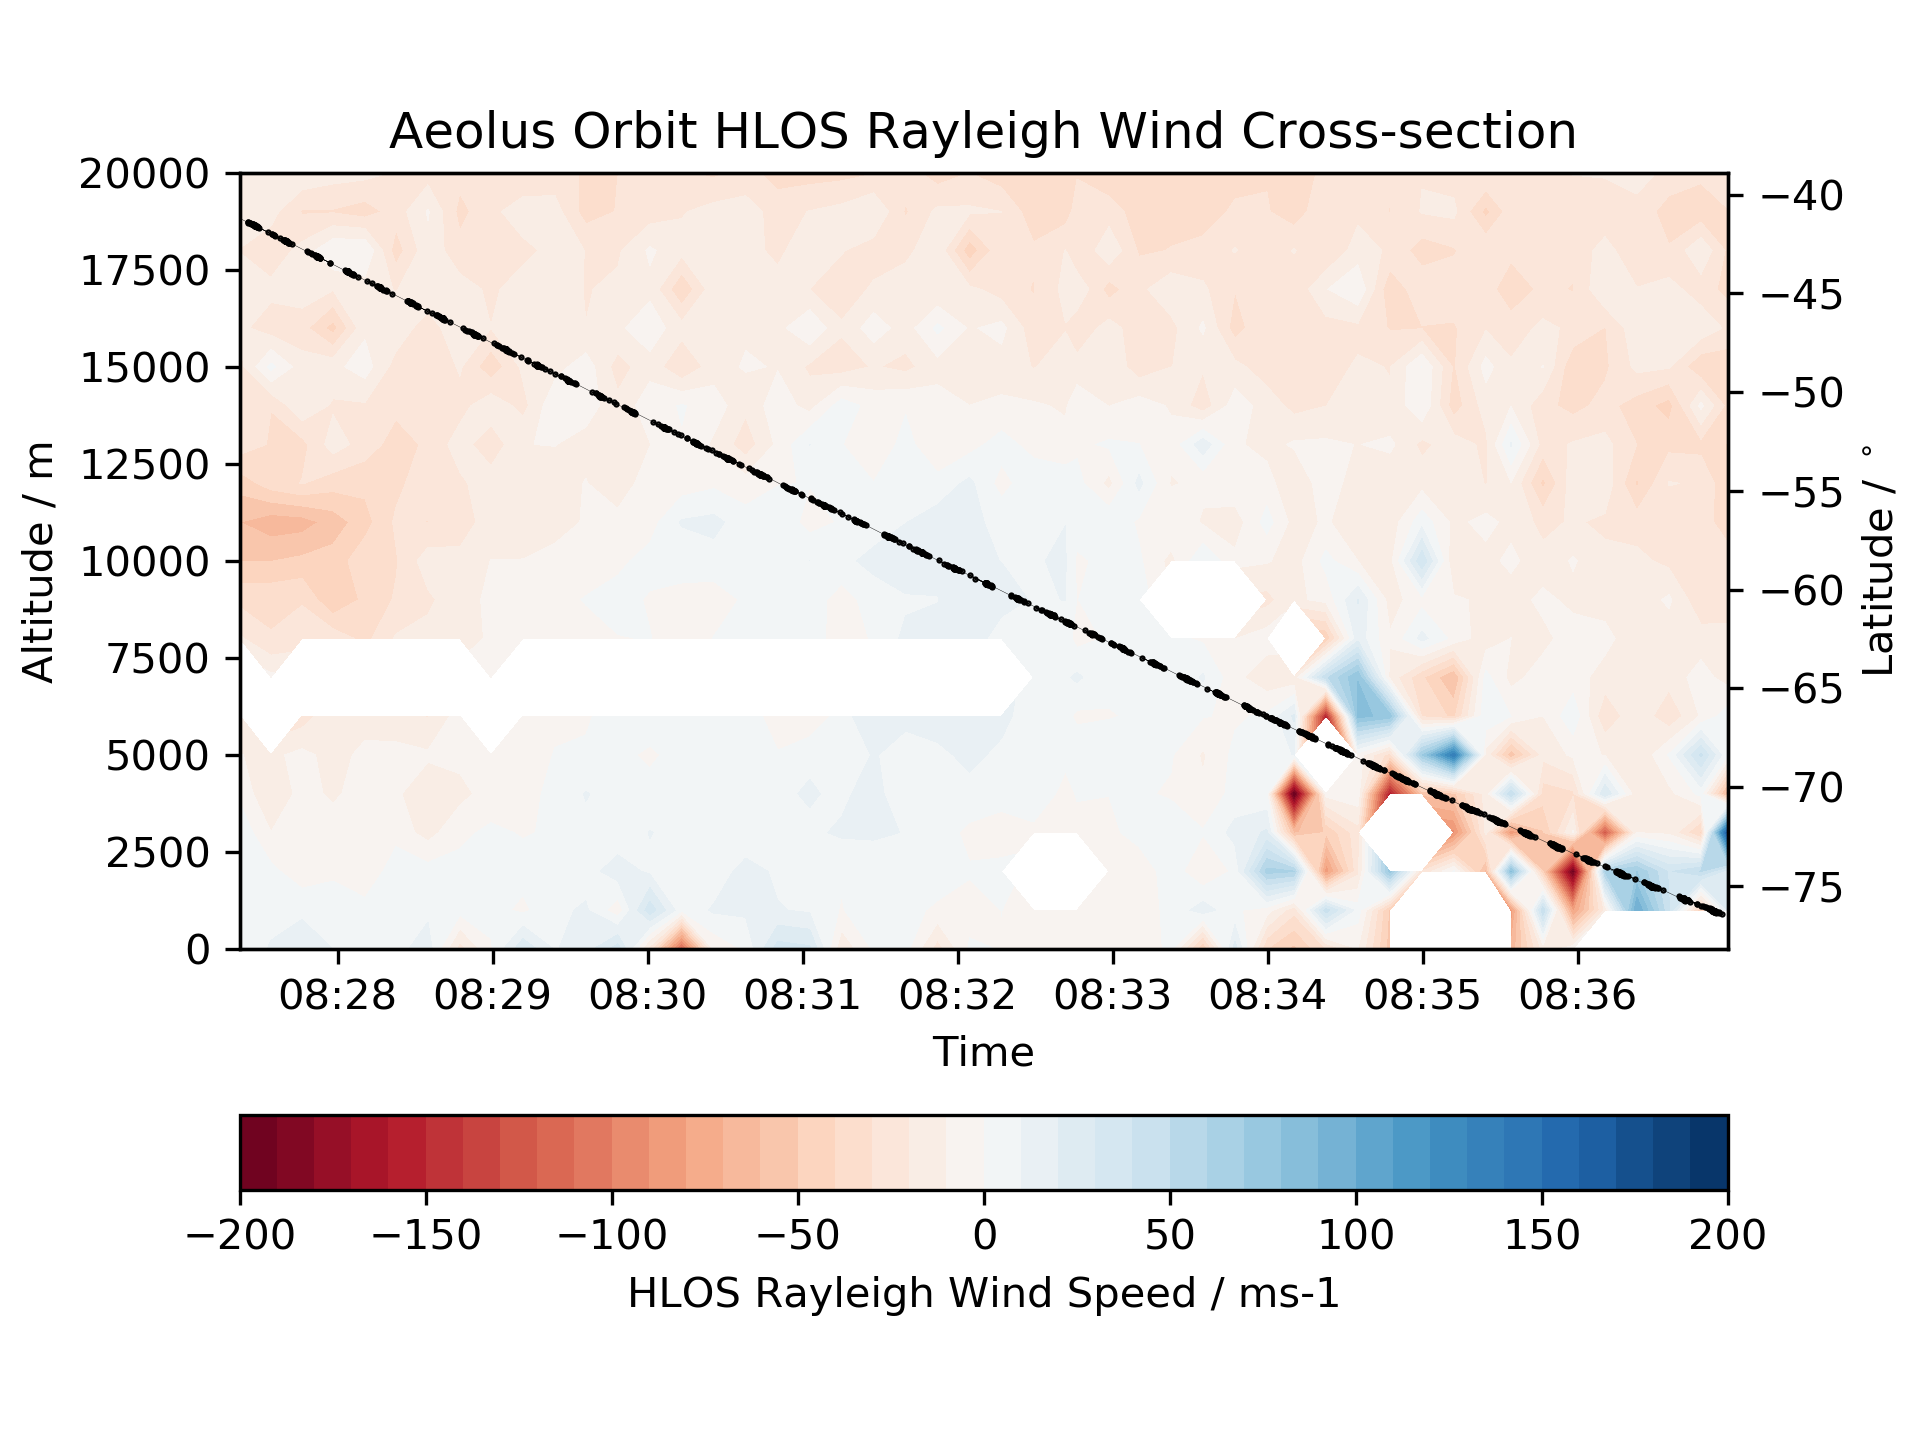 Aeolus Orbit HLOS Rayleigh Wind Cross-section
20000
17500
15000
12500
10000
7500
5000
2500
0
Altitude / m
−40
−45
−50
−55
−60
−65
−70
−75
Latitude / °
08:28 08:29 08:30 08:31 08:32 08:33 08:34 08:35 08:36
Time
−200 −150 −100 −50 0 50 100 150 200
HLOS Rayleigh Wind Speed / ms-1